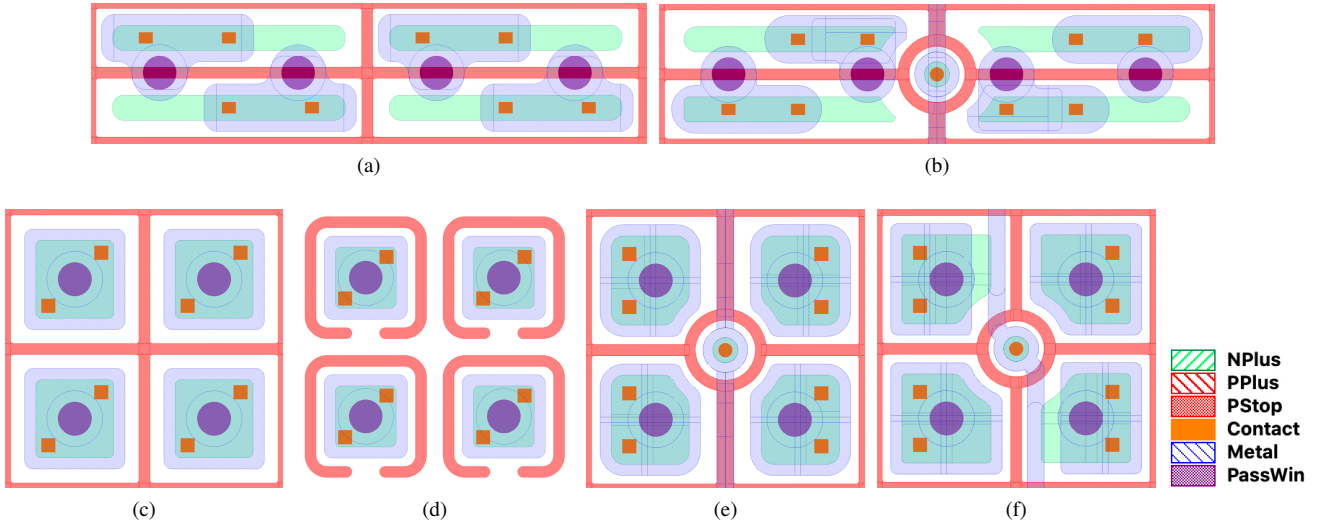 (a)
(b)
(c)
(d)
(e)
(f)
NPlus
PPlus
PStop
Contact
Metal
PassWin